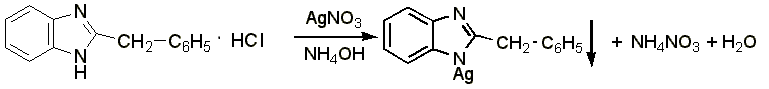 N
N
H
CH₂–C₆H₅ · HCl
AgNO₃
NH₄OH
N
N
Ag
CH₂ - C₆H₅
+ NH₄NO₃ + H₂O